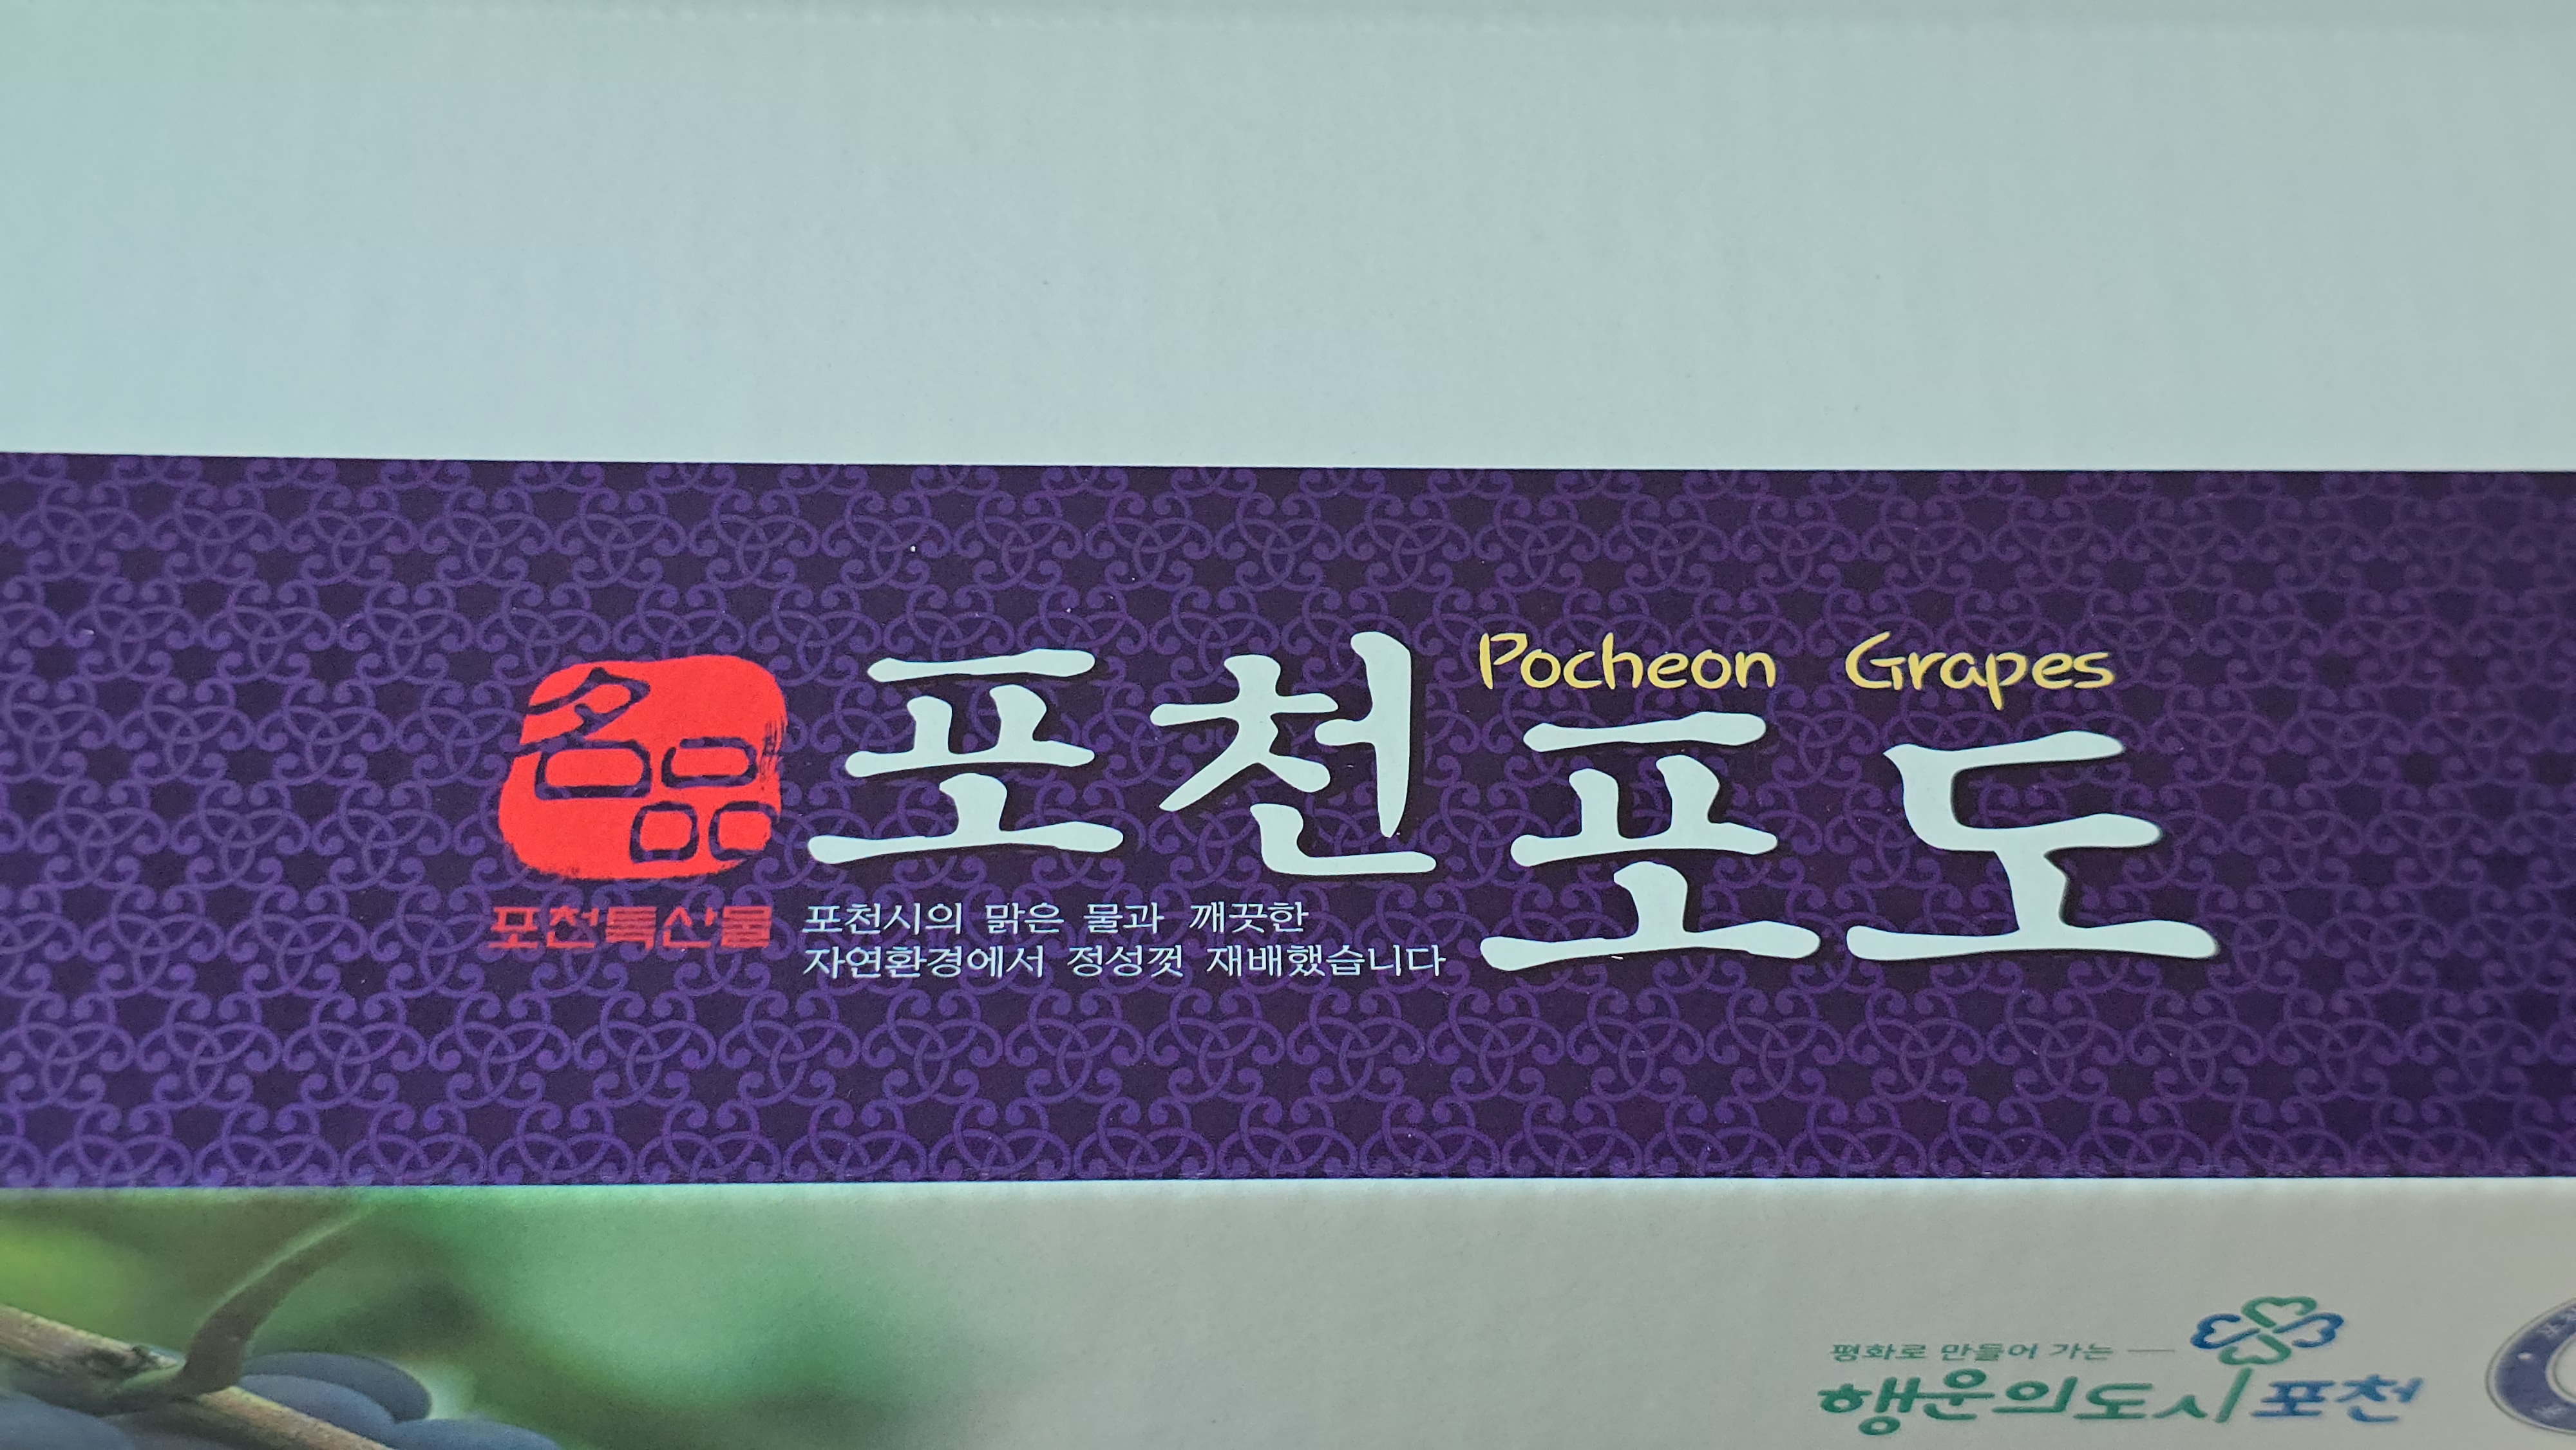 名品
포천특산물
포천
Pocheon Grapes
포도
포천시의 맑은 물과 깨끗한
자연환경에서 정성껏 재배했습니다
평화로 만들어 가는
행운의도시포천